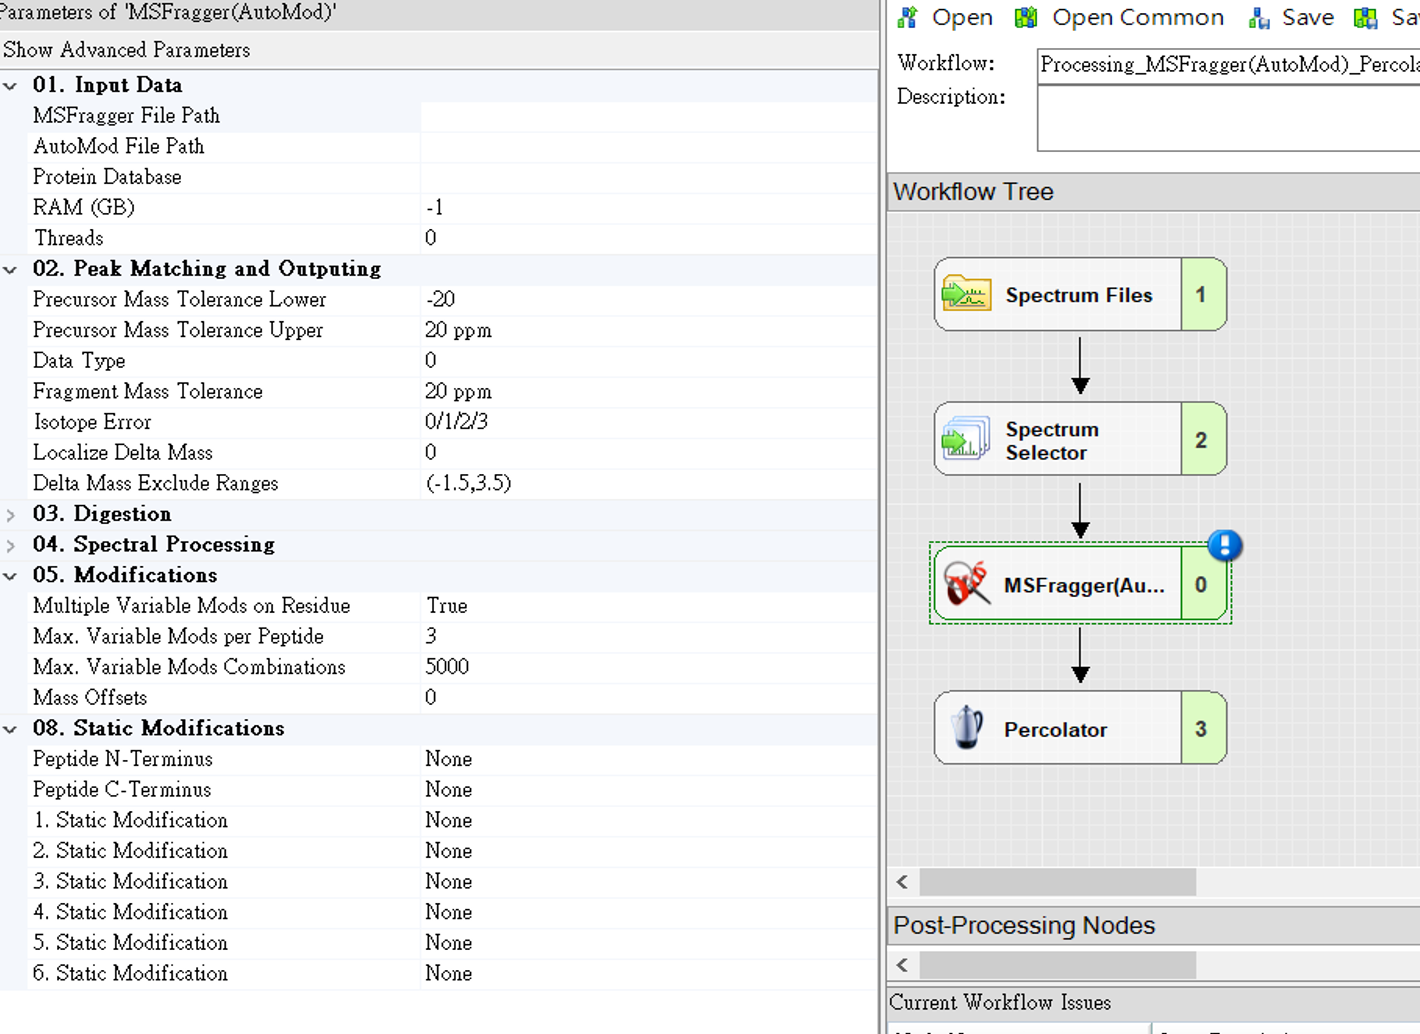 Parameters of 'MSFragger(AutoMod)'
Show Advanced Parameters
01. Input Data
MSFragger File Path
AutoMod File Path
Protein Database
RAM (GB) -1
Threads 0
02. Peak Matching and Outputing
Precursor Mass Tolerance Lower -20
Precursor Mass Tolerance Upper 20 ppm
Data Type 0
Fragment Mass Tolerance 20 ppm
Isotope Error 0/1/2/3
Localize Delta Mass 0
Delta Mass Exclude Ranges (-1.5,3.5)
03. Digestion
04. Spectral Processing
05. Modifications
Multiple Variable Mods on Residue True
Max. Variable Mods per Peptide 3
Max. Variable Mods Combinations 5000
Mass Offsets 0
08. Static Modifications
Peptide N-Terminus None
Peptide C-Terminus None
1. Static Modification None
2. Static Modification None
3. Static Modification None
4. Static Modification None
5. Static Modification None
6. Static Modification None
Open Open Common Save Sa
Workflow: Processing_MSFragger(AutoMod)_Percola
Description:
Workflow Tree
Spectrum Files 1
Spectrum
Selector 2
MSFragger(Au... 0
Percolator 3
Post-Processing Nodes
Current Workflow Issues